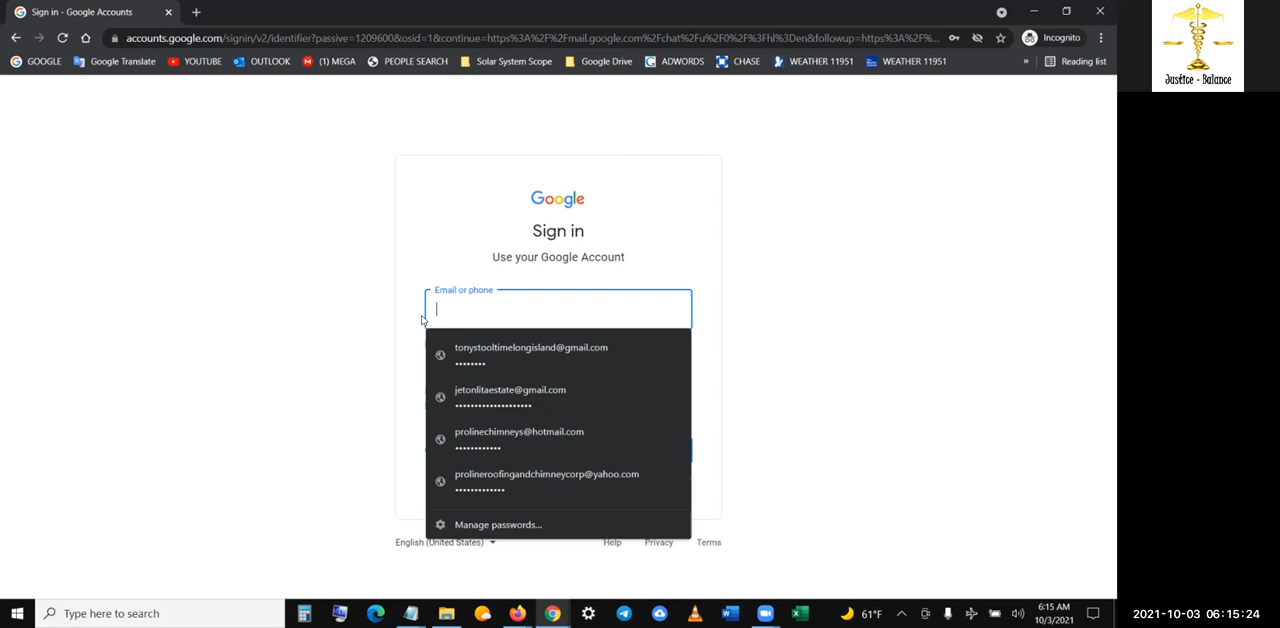 Sign in - Google Accounts
accounts.google.com/signin/v2/identifier?passive=1209600&osid=1&continue=https%3A%2F%2Fmail.google.com%2Fchat%2Fu%2F0%2F%3Fhl%3Den&followup=https%3A%2F%2F%...
Incognito
GOOGLE
Google Translate
YOUTUBE
OUTLOOK
(1) MEGA
PEOPLE SEARCH
Solar System Scope
Google Drive
ADWORDS
CHASE
WEATHER 11951
WEATHER 11951
»
Reading list
Justice - Balance
Google
Sign in
Use your Google Account
Email or phone
tonystooltimelongisland@gmail.com
••••••••
jetonlitaestate@gmail.com
••••••••••••••••••••
prolinechimneys@hotmail.com
••••••••••••
prolineroofingandchimneycorp@yahoo.com
•••••••••••••
Manage passwords...
English (United States)
Help
Privacy
Terms
Type here to search
61°F
6:15 AM
10/3/2021
2021-10-03 06:15:24